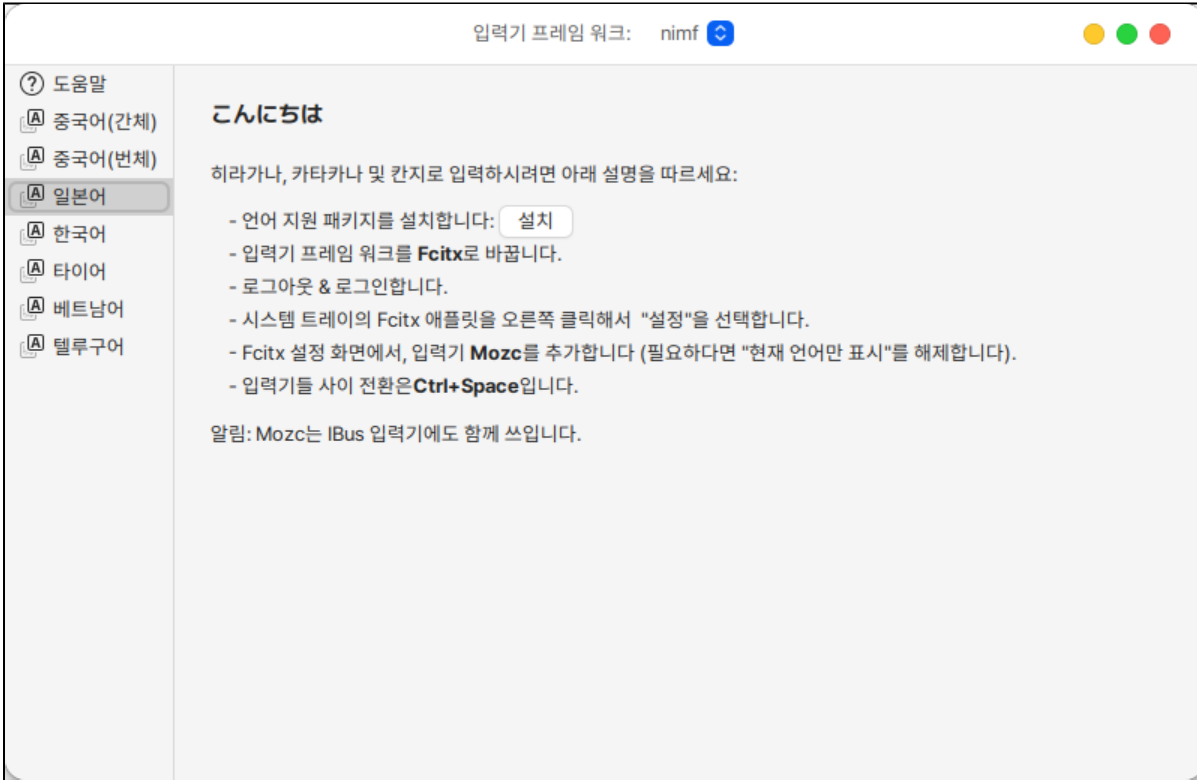 입력기 프레임 워크: nimf
도움말
중국어(간체)
중국어(번체)
일본어
한국어
타이어
베트남어
텔루구어
こんにちは
히라가나, 카타카나 및 칸지로 입력하시려면 아래 설명을 따르세요:
- 언어 지원 패키지를 설치합니다: 설치
- 입력기 프레임 워크를 Fcitx로 바꿉니다.
- 로그아웃 & 로그인합니다.
- 시스템 트레이의 Fcitx 애플릿을 오른쪽 클릭해서 "설정"을 선택합니다.
- Fcitx 설정 화면에서, 입력기 Mozc를 추가합니다 (필요하다면 "현재 언어만 표시"를 해제합니다).
- 입력기들 사이 전환은Ctrl+Space입니다.
알림: Mozc는 IBus 입력기에도 함께 쓰입니다.